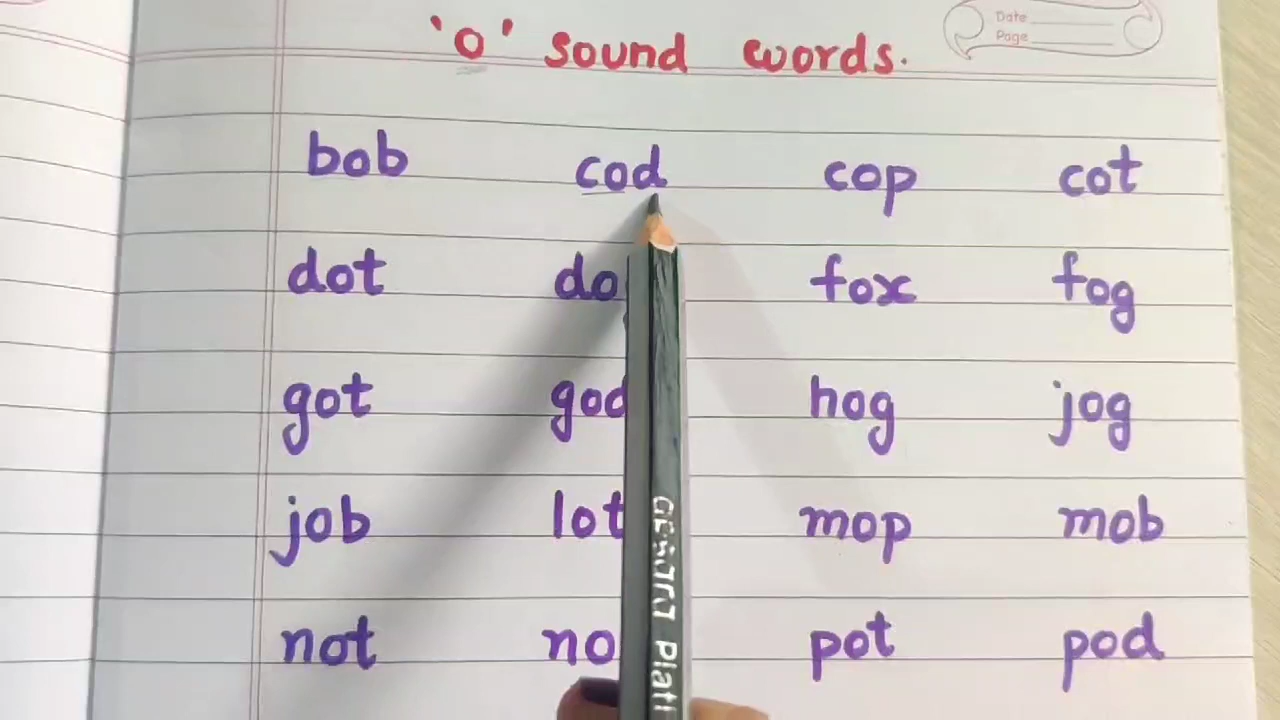 Date
Page
'o' sound words.
bob cod cop cot
dot fox fog
got hog jog
job lot mop mob
not pot pod